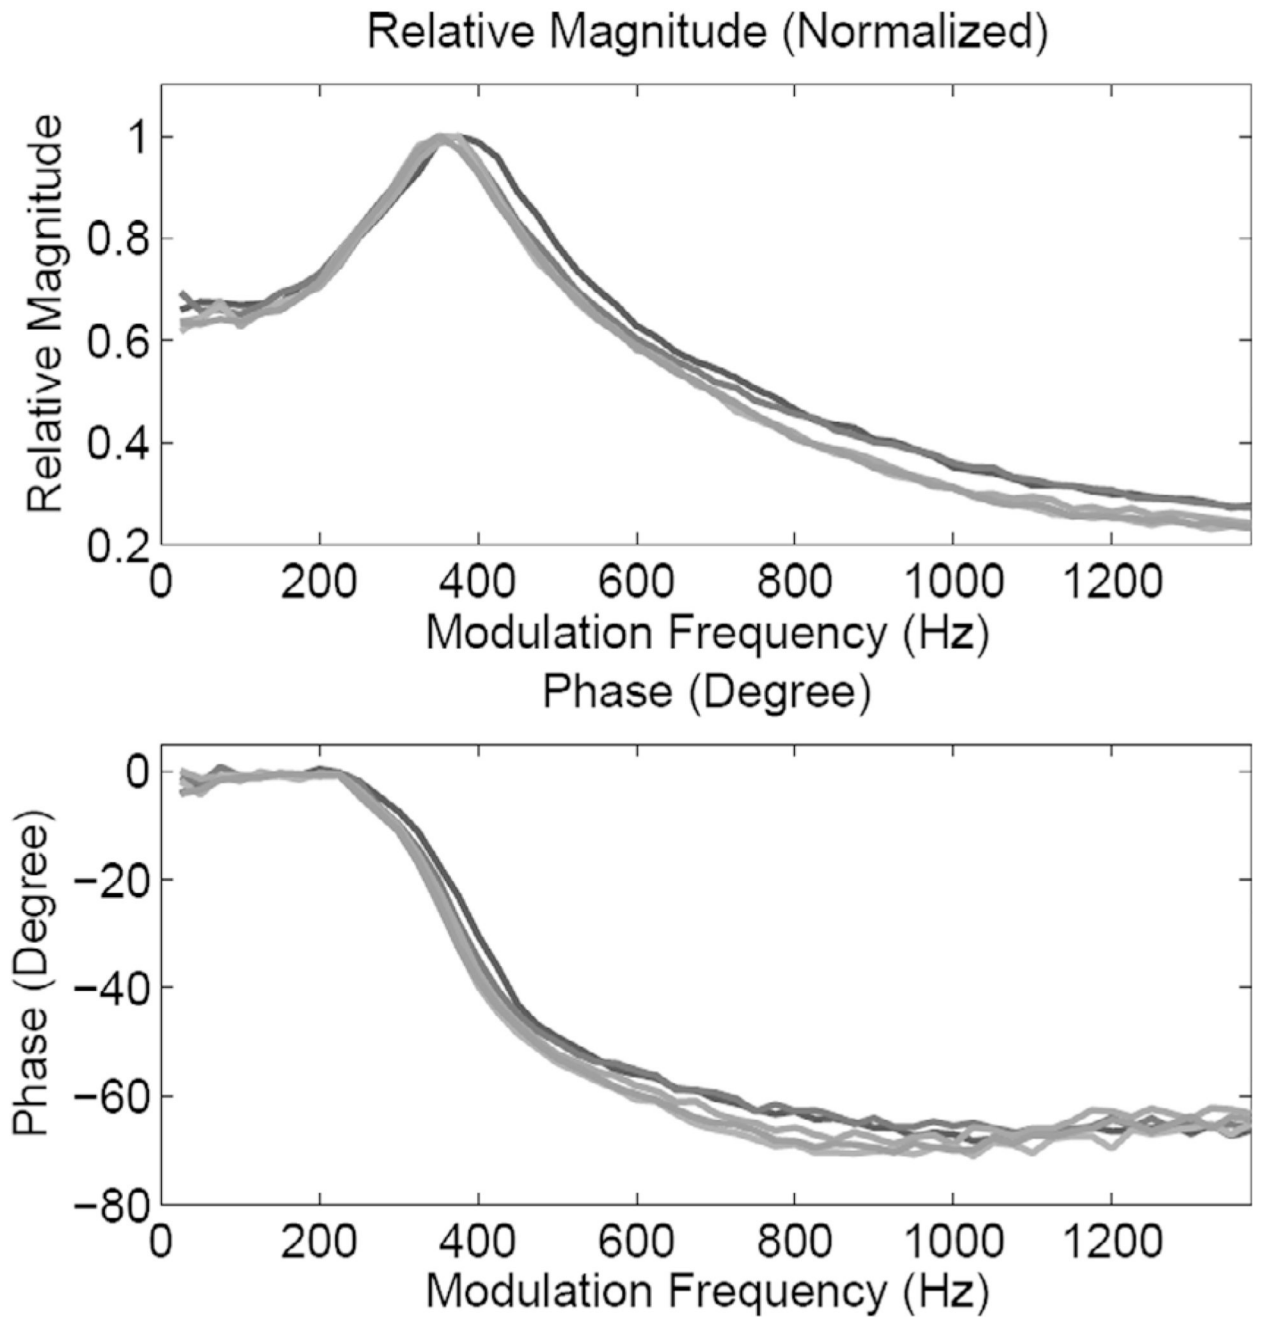 Relative Magnitude (Normalized)
Relative Magnitude
1
0.8
0.6
0.4
0.2
0 200 400 600 800 1000 1200
Modulation Frequency (Hz)
Phase (Degree)
Phase (Degree)
0
−20
−40
−60
−80
0 200 400 600 800 1000 1200
Modulation Frequency (Hz)